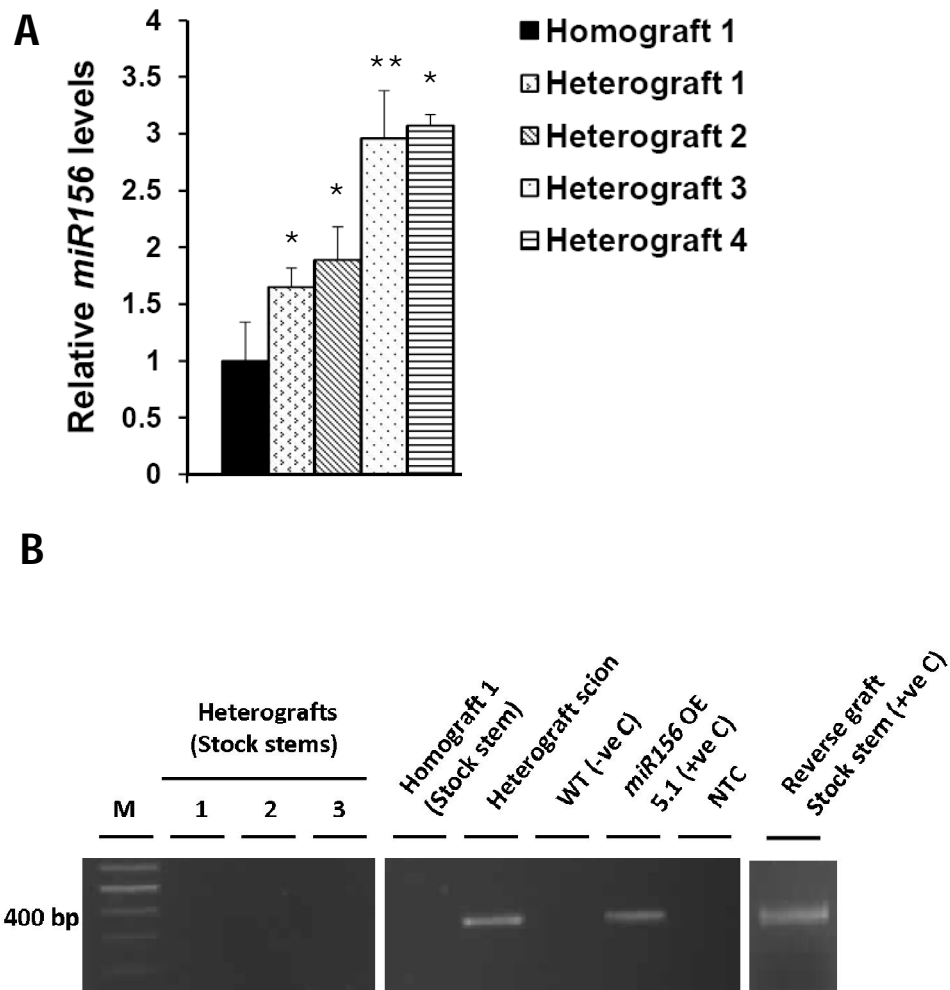 A
Relative miR156 levels
4
3.5
3
2.5
2
1.5
1
0.5
0
*
*
**
*
Homograft 1
Heterograft 1
Heterograft 2
Heterograft 3
Heterograft 4
B
Heterografts
(Stock stems)
M
1
2
3
Homograft 1
(Stock stem)
Heterograft scion
WT (-ve C)
miR156 OE
5.1 (+ve C)
NTC
Reverse graft
Stock stem (+ve C)
400 bp